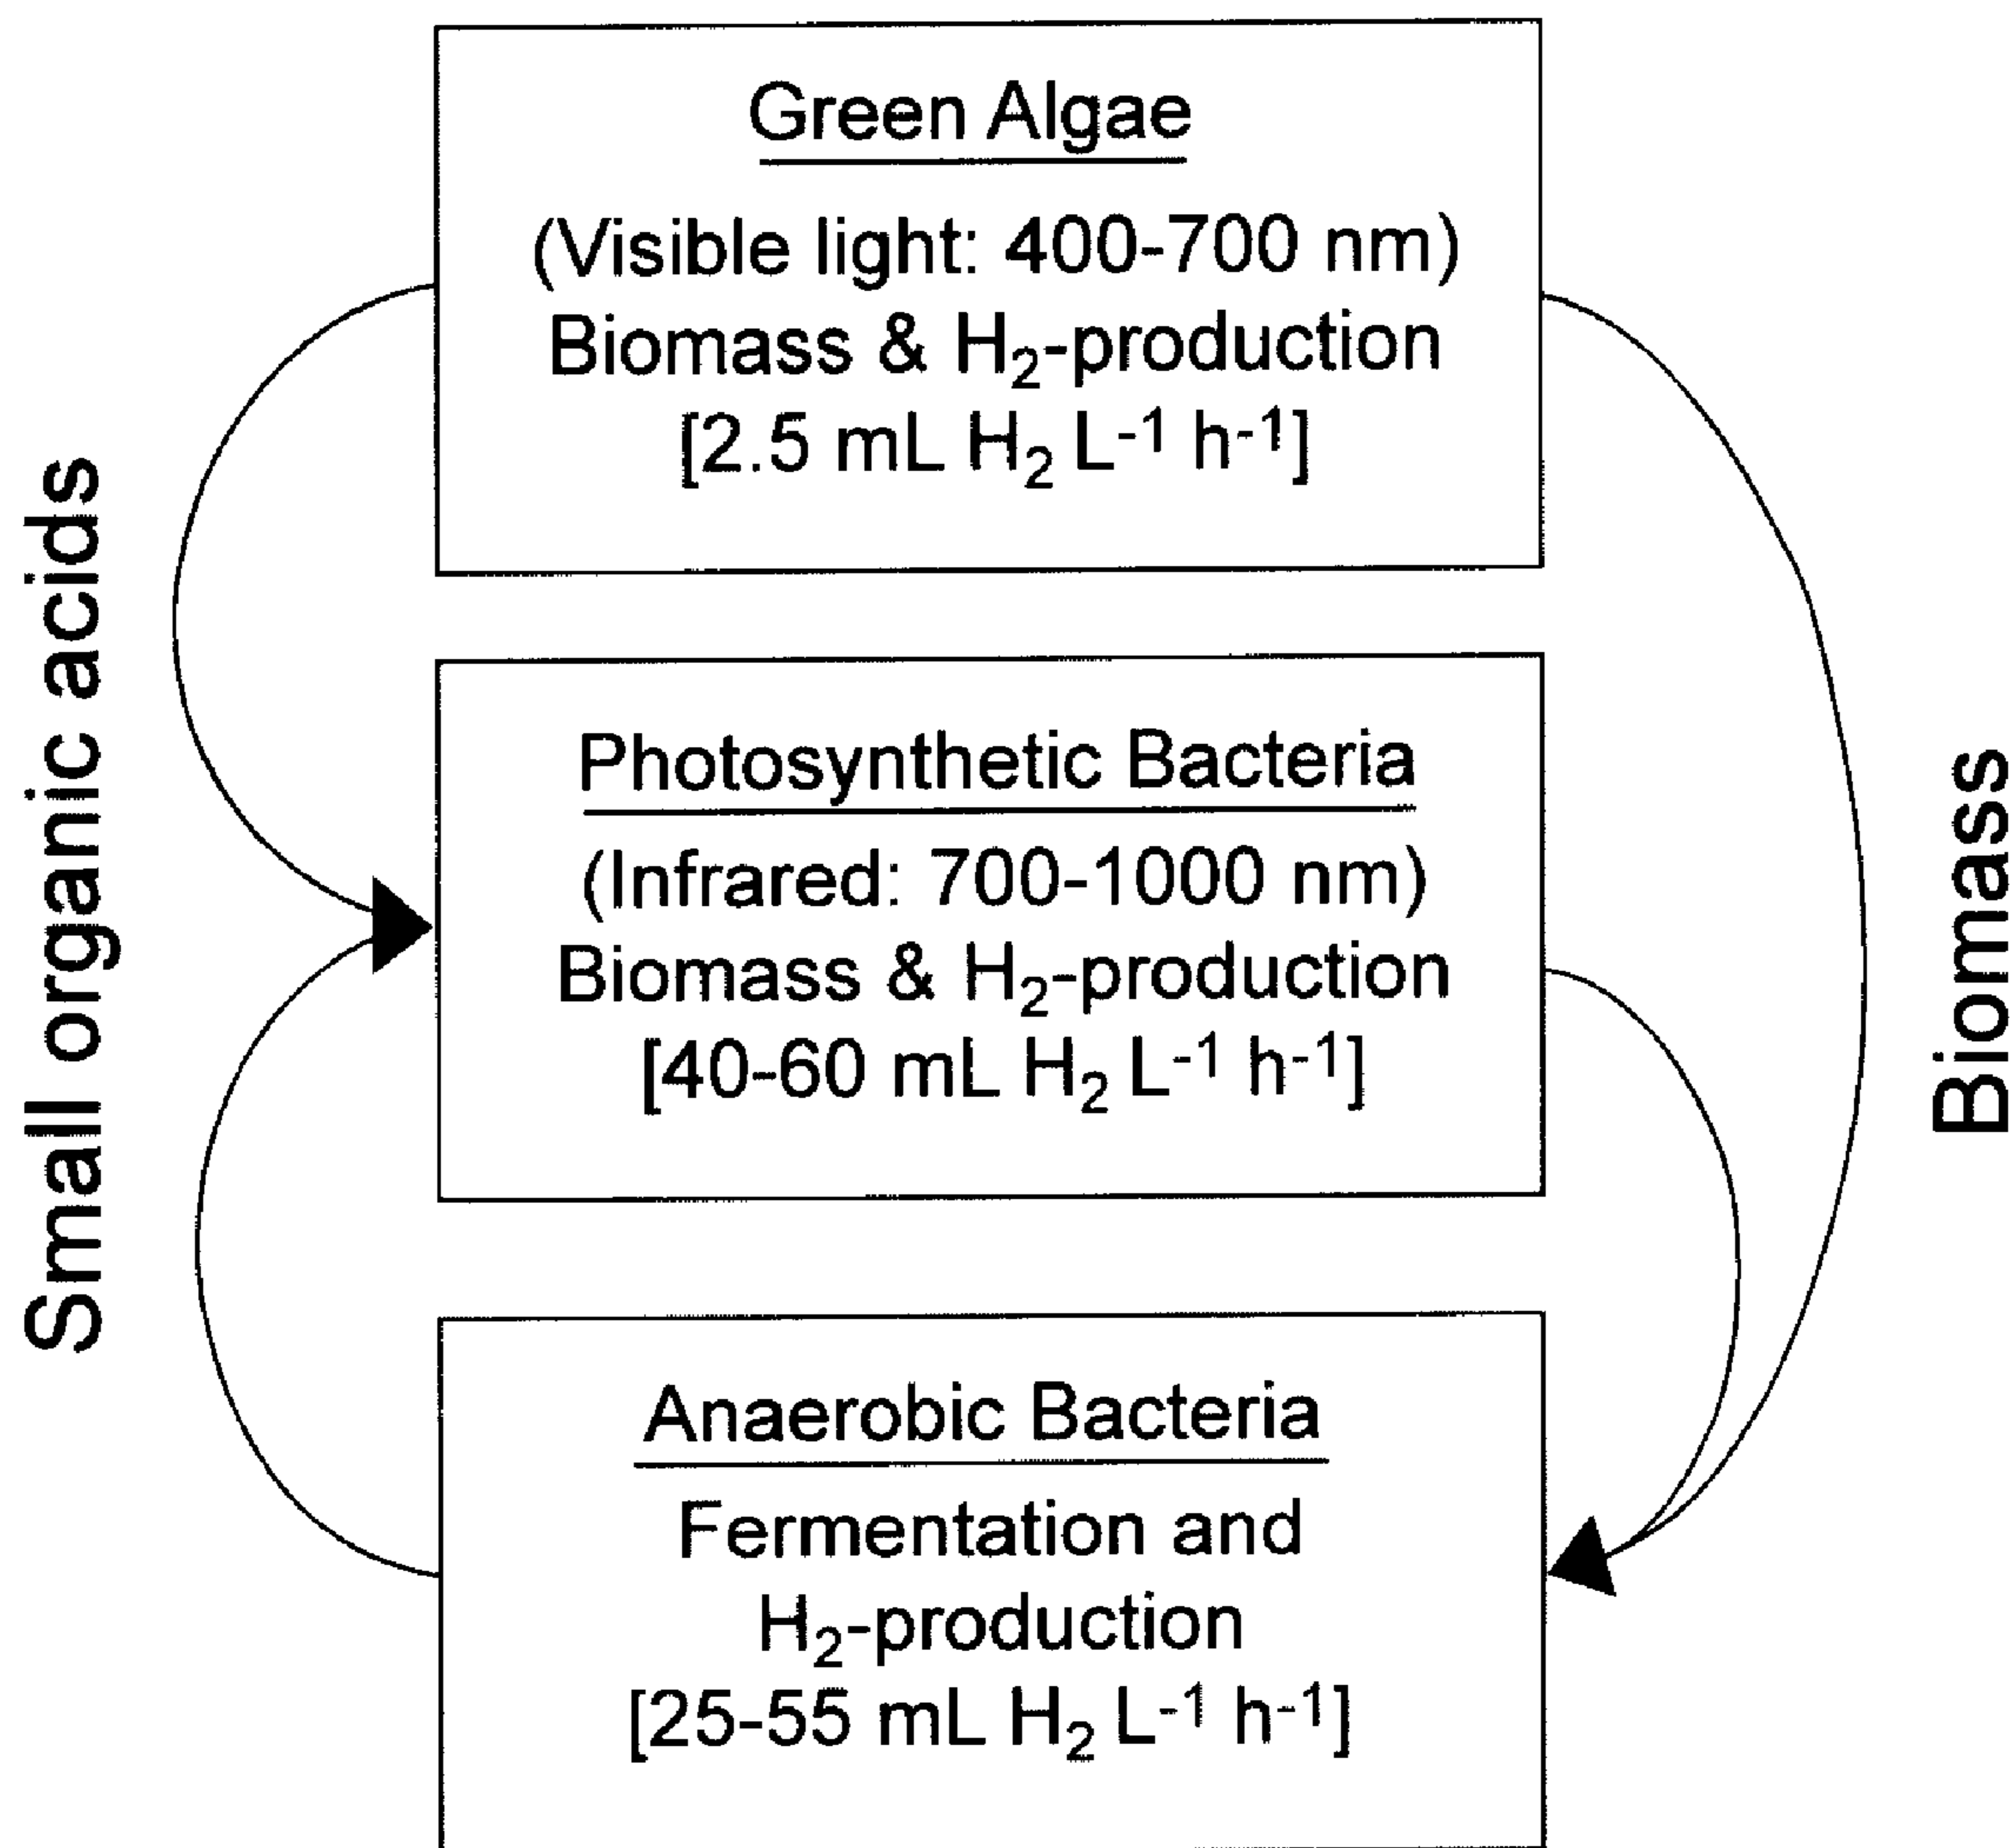 Green Algae
(Visible light: 400-700 nm)
Biomass & H₂-production
[2.5 mL H₂ L⁻¹ h⁻¹]
Small organic acids
Photosynthetic Bacteria
(Infrared: 700-1000 nm)
Biomass & H₂-production
[40-60 mL H₂ L⁻¹ h⁻¹]
Biomass
Anaerobic Bacteria
Fermentation and
H₂-production
[25-55 mL H₂ L⁻¹ h⁻¹]